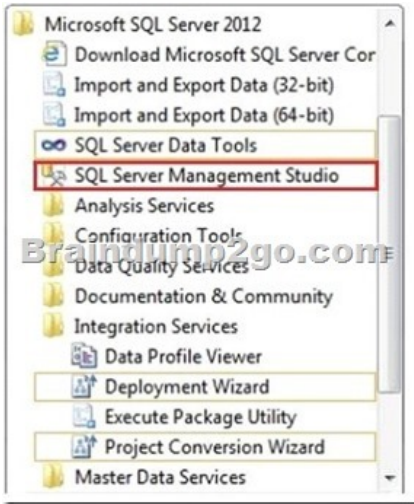 Microsoft SQL Server 2012
Download Microsoft SQL Server Cor
Import and Export Data (32-bit)
Import and Export Data (64-bit)
SQL Server Data Tools
SQL Server Management Studio
Analysis Services
Configuration Tools
Braindump2go.com
Data Quality Services
Documentation & Community
Integration Services
Data Profile Viewer
Deployment Wizard
Execute Package Utility
Project Conversion Wizard
Master Data Services